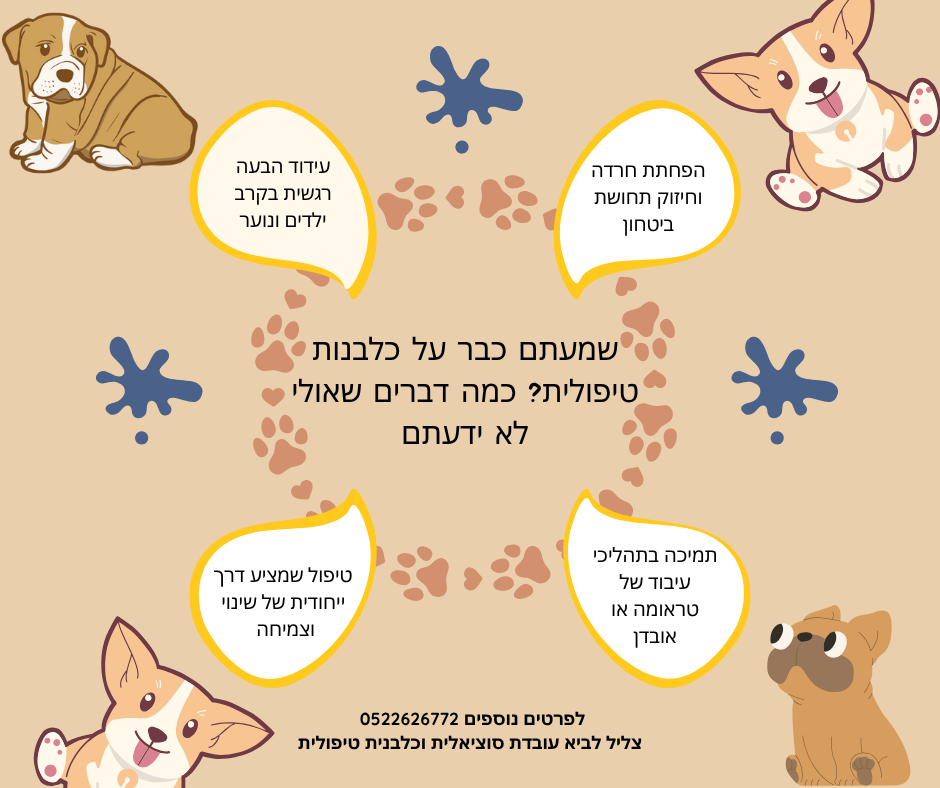 הפחתת חרדה
וחיזוק תחושת
ביטחון
עידוד הבעה
רגשית בקרב
ילדים ונוער
שמעתם כבר על כלבנות
טיפולית? כמה דברים שאולי
לא ידעתם
תמיכה בתהליכי
עיבוד של
טראומה או
אובדן
טיפול שמציע דרך
ייחודית של שינוי
וצמיחה
לפרטים נוספים 0522626772
צליל לביא עובדת סוציאלית וכלבנית טיפולית